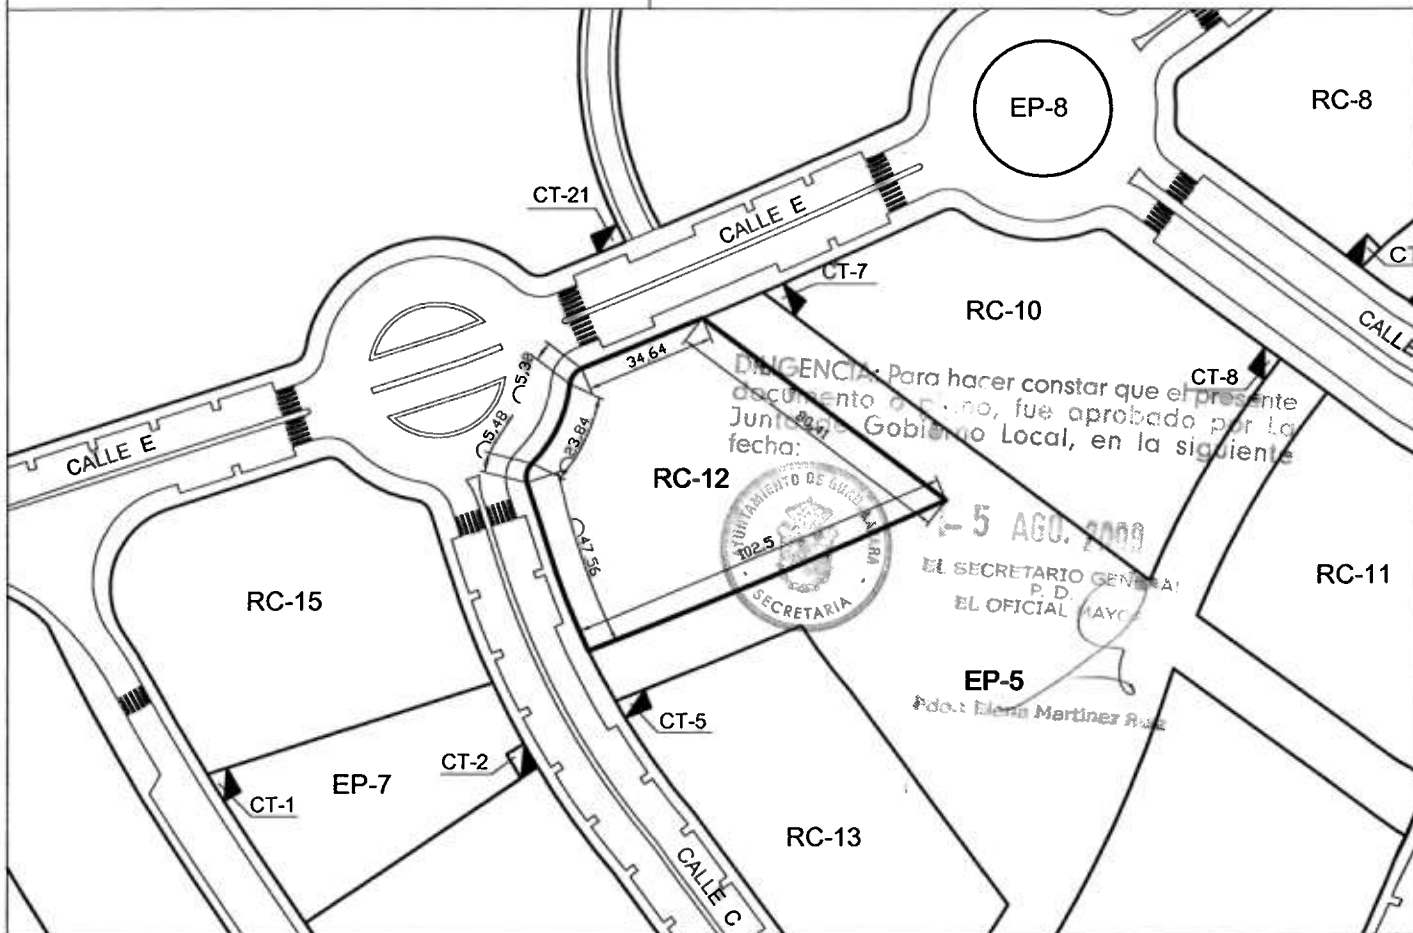 EP-8
RC-8
CT-21
CALLE E
CT-7
RC-10
CALLE
34,64
5,38
DILIGENCIA: Para hacer constar que el presente
documento o, fue aprobado por La
Junta de Gobierno Local, en la siguiente
fecha:
CT-8
5,48
23,84
CALLE E
RC-12
AYUNTAMIENTO DE
SECRETARIA
102,5
47,56
- 5 AGO. 2009
EL SECRETARIO GENERAL
P. D.
EL OFICIAL MAYOR
RC-11
RC-15
EP-5
Fdo.: Elena Martinez Ruiz
CT-5
CT-2
EP-7
CT-1
RC-13
CALLE C